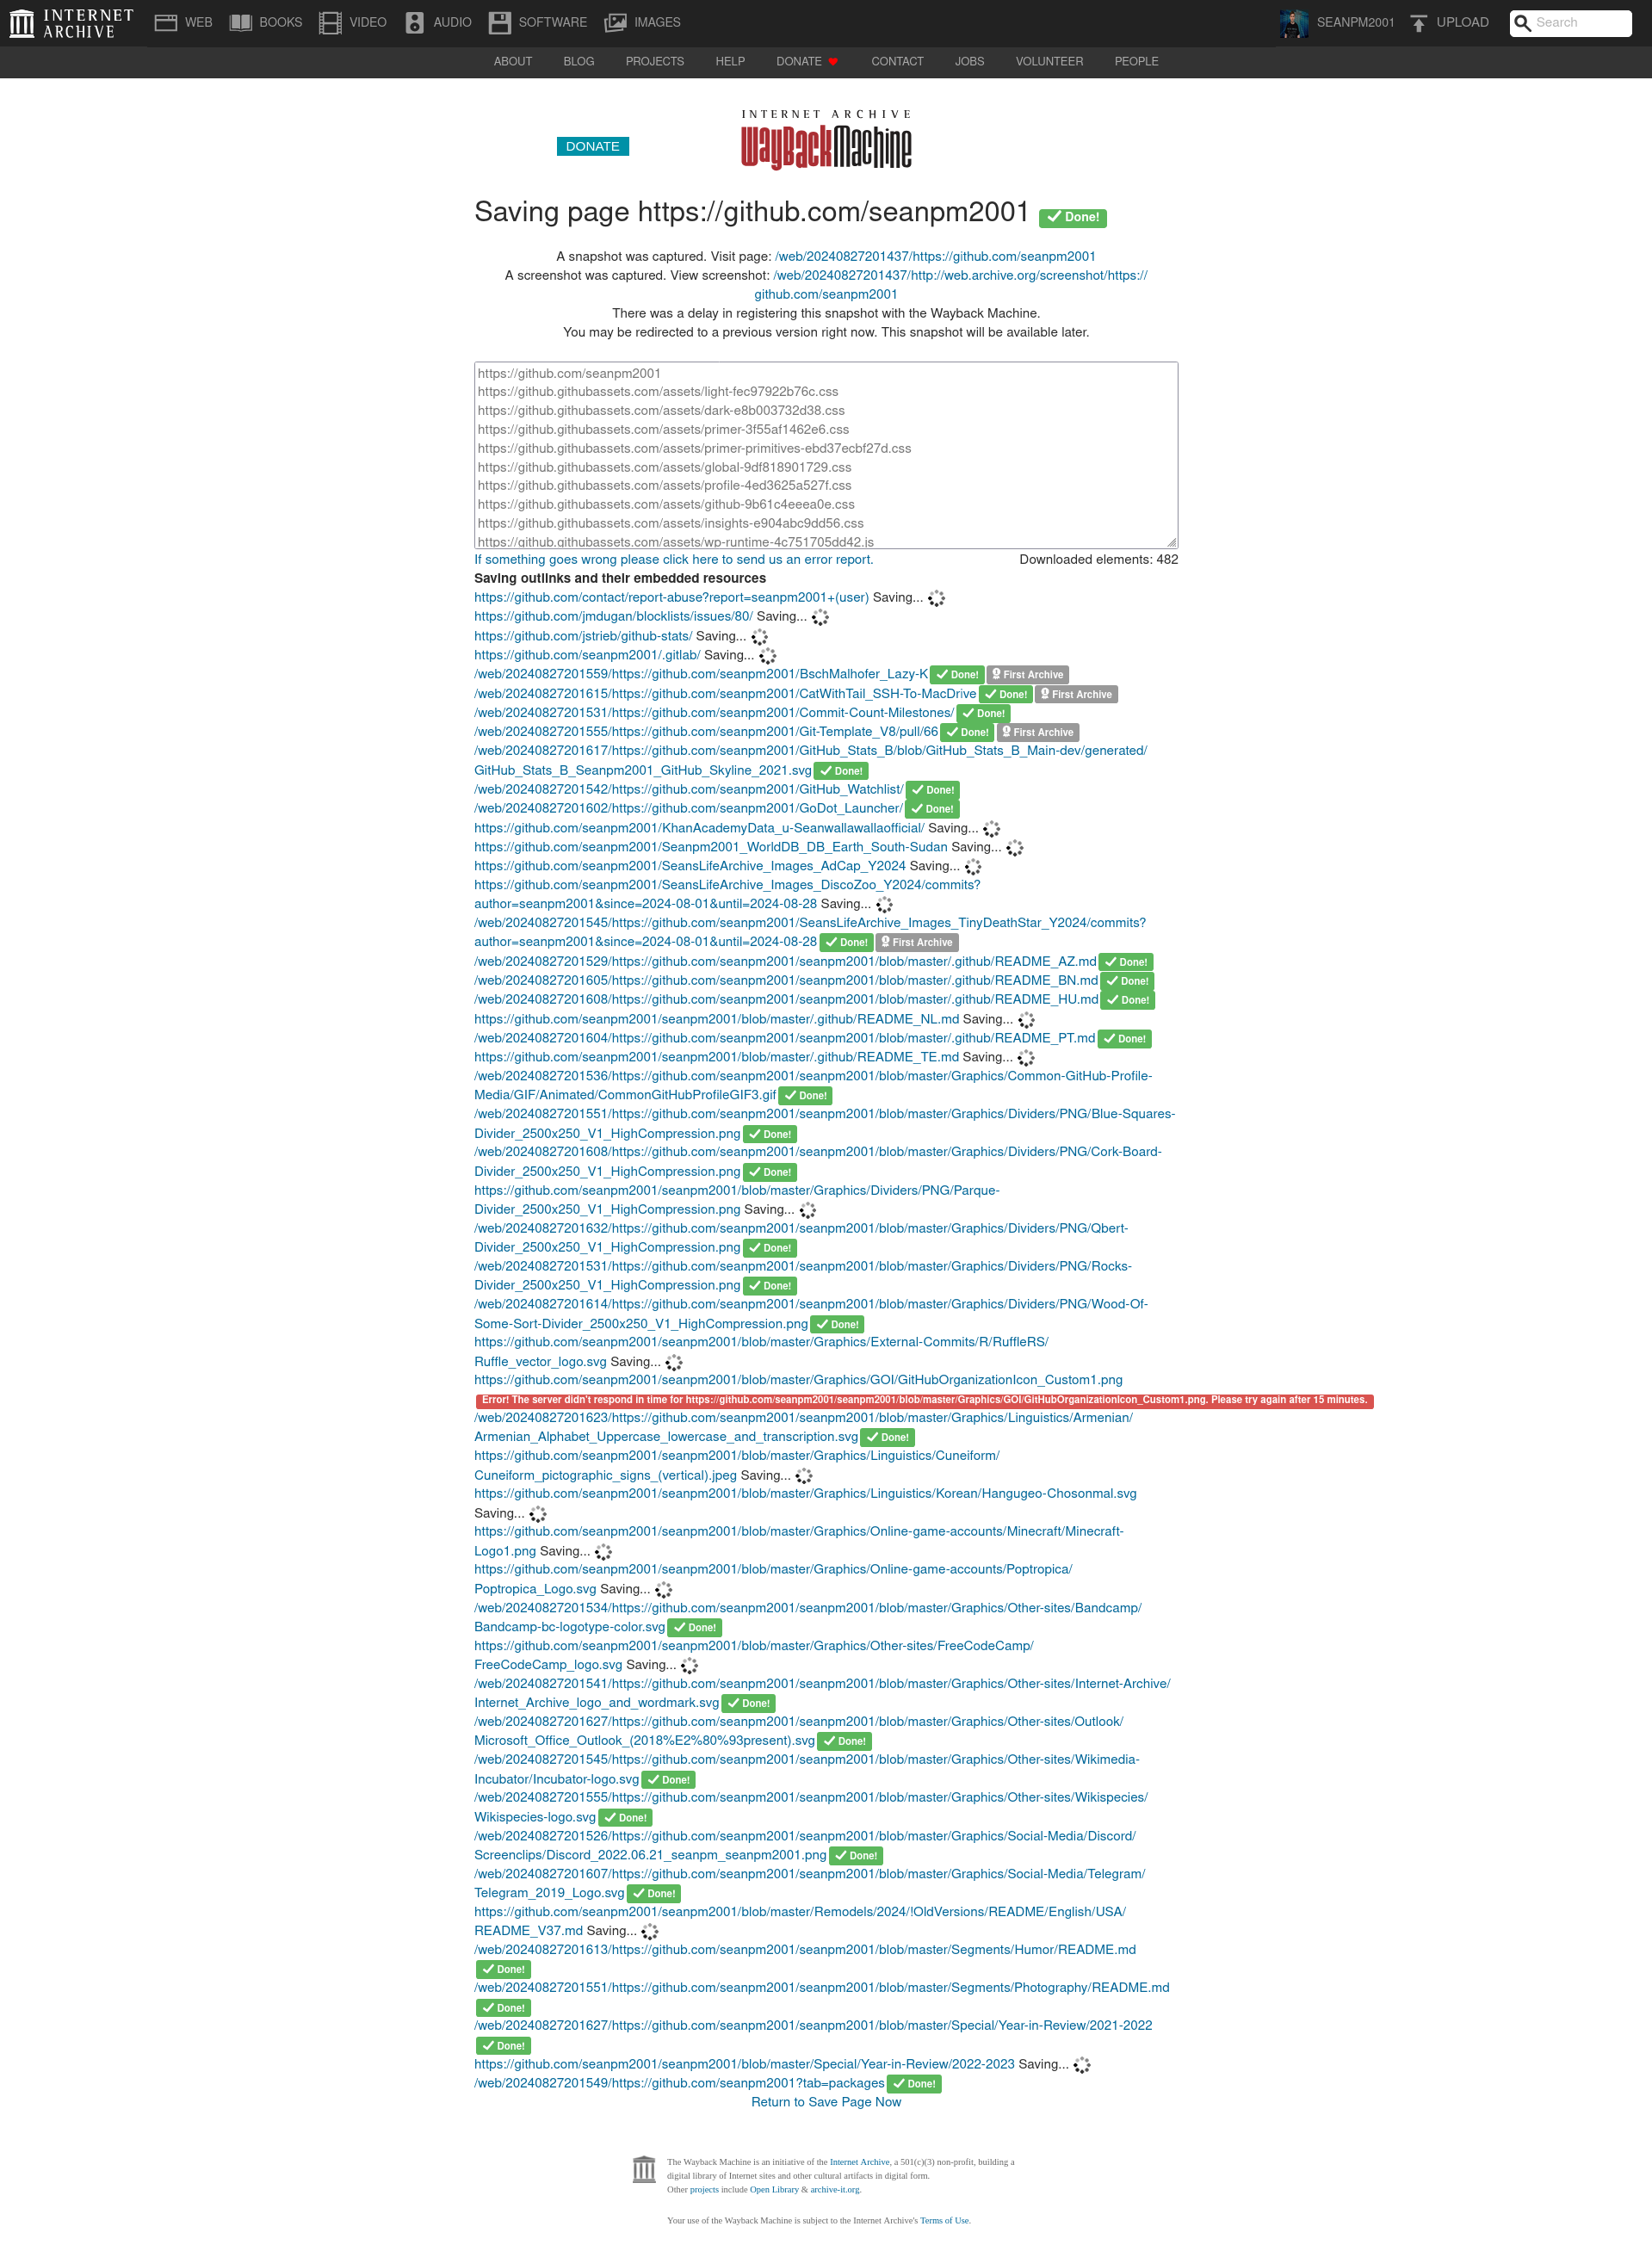 INTERNET ARCHIVE
WEB BOOKS VIDEO AUDIO SOFTWARE IMAGES SEANPM2001 UPLOAD Search
ABOUT BLOG PROJECTS HELP DONATE CONTACT JOBS VOLUNTEER PEOPLE
INTERNET ARCHIVE
DONATE WayBackMachine
Saving page https://github.com/seanpm2001 Done!
A snapshot was captured. Visit page: /web/20240827201437/https://github.com/seanpm2001
A screenshot was captured. View screenshot: /web/20240827201437/http://web.archive.org/screenshot/https://
github.com/seanpm2001
There was a delay in registering this snapshot with the Wayback Machine.
You may be redirected to a previous version right now. This snapshot will be available later.
https://github.com/seanpm2001
https://github.githubassets.com/assets/light-fec97922b76c.css
https://github.githubassets.com/assets/dark-e8b003732d38.css
https://github.githubassets.com/assets/primer-3f55af1462e6.css
https://github.githubassets.com/assets/primer-primitives-ebd37ecbf27d.css
https://github.githubassets.com/assets/global-9df818901729.css
https://github.githubassets.com/assets/profile-4ed3625a527f.css
https://github.githubassets.com/assets/github-9b61c4eeea0e.css
https://github.githubassets.com/assets/insights-e904abc9dd56.css
https://github.githubassets.com/assets/wp-runtime-4c751705dd42.js
If something goes wrong please click here to send us an error report. Downloaded elements: 482
Saving outlinks and their embedded resources
https://github.com/contact/report-abuse?report=seanpm2001+(user) Saving...
https://github.com/jmdugan/blocklists/issues/80/ Saving...
https://github.com/jstrieb/github-stats/ Saving...
https://github.com/seanpm2001/.gitlab/ Saving...
/web/20240827201559/https://github.com/seanpm2001/BschMalhofer_Lazy-K Done! First Archive
/web/20240827201615/https://github.com/seanpm2001/CatWithTail_SSH-To-MacDrive Done! First Archive
/web/20240827201531/https://github.com/seanpm2001/Commit-Count-Milestones/ Done!
/web/20240827201555/https://github.com/seanpm2001/Git-Template_V8/pull/66 Done! First Archive
/web/20240827201617/https://github.com/seanpm2001/GitHub_Stats_B/blob/GitHub_Stats_B_Main-dev/generated/
GitHub_Stats_B_Seanpm2001_GitHub_Skyline_2021.svg Done!
/web/20240827201542/https://github.com/seanpm2001/GitHub_Watchlist/ Done!
/web/20240827201602/https://github.com/seanpm2001/GoDot_Launcher/ Done!
https://github.com/seanpm2001/KhanAcademyData_u-Seanwallawallaofficial/ Saving...
https://github.com/seanpm2001/Seanpm2001_WorldDB_DB_Earth_South-Sudan Saving...
https://github.com/seanpm2001/SeansLifeArchive_Images_AdCap_Y2024 Saving...
https://github.com/seanpm2001/SeansLifeArchive_Images_DiscoZoo_Y2024/commits?
author=seanpm2001&since=2024-08-01&until=2024-08-28 Saving...
/web/20240827201545/https://github.com/seanpm2001/SeansLifeArchive_Images_TinyDeathStar_Y2024/commits?
author=seanpm2001&since=2024-08-01&until=2024-08-28 Done! First Archive
/web/20240827201529/https://github.com/seanpm2001/seanpm2001/blob/master/.github/README_AZ.md Done!
/web/20240827201605/https://github.com/seanpm2001/seanpm2001/blob/master/.github/README_BN.md Done!
/web/20240827201608/https://github.com/seanpm2001/seanpm2001/blob/master/.github/README_HU.md Done!
https://github.com/seanpm2001/seanpm2001/blob/master/.github/README_NL.md Saving...
/web/20240827201604/https://github.com/seanpm2001/seanpm2001/blob/master/.github/README_PT.md Done!
https://github.com/seanpm2001/seanpm2001/blob/master/.github/README_TE.md Saving...
/web/20240827201536/https://github.com/seanpm2001/seanpm2001/blob/master/Graphics/Common-GitHub-Profile-
Media/GIF/Animated/CommonGitHubProfileGIF3.gif Done!
/web/20240827201551/https://github.com/seanpm2001/seanpm2001/blob/master/Graphics/Dividers/PNG/Blue-Squares-
Divider_2500x250_V1_HighCompression.png Done!
/web/20240827201608/https://github.com/seanpm2001/seanpm2001/blob/master/Graphics/Dividers/PNG/Cork-Board-
Divider_2500x250_V1_HighCompression.png Done!
https://github.com/seanpm2001/seanpm2001/blob/master/Graphics/Dividers/PNG/Parque-
Divider_2500x250_V1_HighCompression.png Saving...
/web/20240827201632/https://github.com/seanpm2001/seanpm2001/blob/master/Graphics/Dividers/PNG/Qbert-
Divider_2500x250_V1_HighCompression.png Done!
/web/20240827201531/https://github.com/seanpm2001/seanpm2001/blob/master/Graphics/Dividers/PNG/Rocks-
Divider_2500x250_V1_HighCompression.png Done!
/web/20240827201614/https://github.com/seanpm2001/seanpm2001/blob/master/Graphics/Dividers/PNG/Wood-Of-
Some-Sort-Divider_2500x250_V1_HighCompression.png Done!
https://github.com/seanpm2001/seanpm2001/blob/master/Graphics/External-Commits/R/RuffleRS/
Ruffle_vector_logo.svg Saving...
https://github.com/seanpm2001/seanpm2001/blob/master/Graphics/GOI/GitHubOrganizationIcon_Custom1.png
Error! The server didn't respond in time for https://github.com/seanpm2001/seanpm2001/blob/master/Graphics/GOI/GitHubOrganizationIcon_Custom1.png. Please try again after 15 minutes.
/web/20240827201623/https://github.com/seanpm2001/seanpm2001/blob/master/Graphics/Linguistics/Armenian/
Armenian_Alphabet_Uppercase_lowercase_and_transcription.svg Done!
https://github.com/seanpm2001/seanpm2001/blob/master/Graphics/Linguistics/Cuneiform/
Cuneiform_pictographic_signs_(vertical).jpeg Saving...
https://github.com/seanpm2001/seanpm2001/blob/master/Graphics/Linguistics/Korean/Hangugeo-Chosonmal.svg
Saving...
https://github.com/seanpm2001/seanpm2001/blob/master/Graphics/Online-game-accounts/Minecraft/Minecraft-
Logo1.png Saving...
https://github.com/seanpm2001/seanpm2001/blob/master/Graphics/Online-game-accounts/Poptropica/
Poptropica_Logo.svg Saving...
/web/20240827201534/https://github.com/seanpm2001/seanpm2001/blob/master/Graphics/Other-sites/Bandcamp/
Bandcamp-bc-logotype-color.svg Done!
https://github.com/seanpm2001/seanpm2001/blob/master/Graphics/Other-sites/FreeCodeCamp/
FreeCodeCamp_logo.svg Saving...
/web/20240827201541/https://github.com/seanpm2001/seanpm2001/blob/master/Graphics/Other-sites/Internet-Archive/
Internet_Archive_logo_and_wordmark.svg Done!
/web/20240827201627/https://github.com/seanpm2001/seanpm2001/blob/master/Graphics/Other-sites/Outlook/
Microsoft_Office_Outlook_(2018%E2%80%93present).svg Done!
/web/20240827201545/https://github.com/seanpm2001/seanpm2001/blob/master/Graphics/Other-sites/Wikimedia-
Incubator/Incubator-logo.svg Done!
/web/20240827201555/https://github.com/seanpm2001/seanpm2001/blob/master/Graphics/Other-sites/Wikispecies/
Wikispecies-logo.svg Done!
/web/20240827201526/https://github.com/seanpm2001/seanpm2001/blob/master/Graphics/Social-Media/Discord/
Screenclips/Discord_2022.06.21_seanpm_seanpm2001.png Done!
/web/20240827201607/https://github.com/seanpm2001/seanpm2001/blob/master/Graphics/Social-Media/Telegram/
Telegram_2019_Logo.svg Done!
https://github.com/seanpm2001/seanpm2001/blob/master/Remodels/2024/!OldVersions/README/English/USA/
README_V37.md Saving...
/web/20240827201613/https://github.com/seanpm2001/seanpm2001/blob/master/Segments/Humor/README.md
Done!
/web/20240827201551/https://github.com/seanpm2001/seanpm2001/blob/master/Segments/Photography/README.md
Done!
/web/20240827201627/https://github.com/seanpm2001/seanpm2001/blob/master/Special/Year-in-Review/2021-2022
Done!
https://github.com/seanpm2001/seanpm2001/blob/master/Special/Year-in-Review/2022-2023 Saving...
/web/20240827201549/https://github.com/seanpm2001?tab=packages Done!
Return to Save Page Now
The Wayback Machine is an initiative of the Internet Archive, a 501(c)(3) non-profit, building a
digital library of Internet sites and other cultural artifacts in digital form.
Other projects include Open Library & archive-it.org.
Your use of the Wayback Machine is subject to the Internet Archive's Terms of Use.